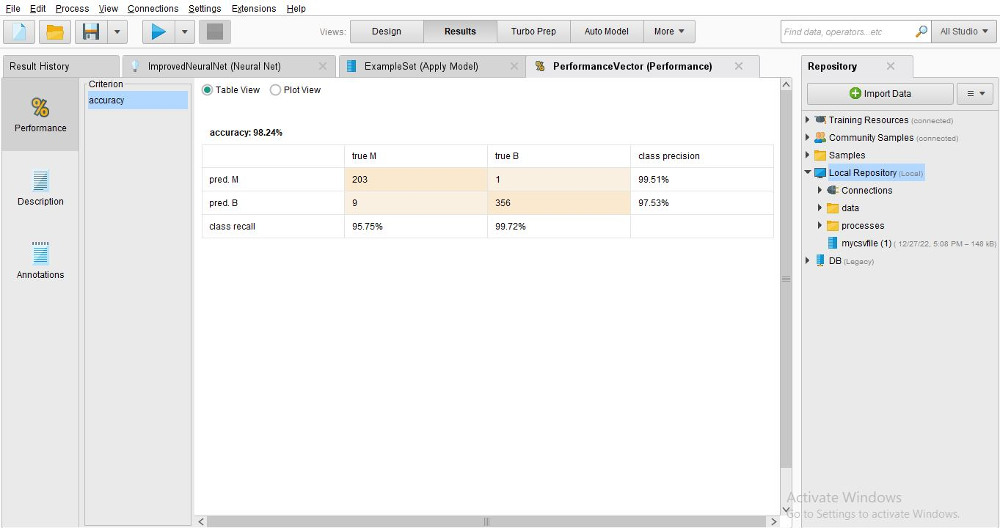 File Edit Process View Connections Settings Extensions Help
Views: Design Results Turbo Prep Auto Model More Find data, operators...etc All Studio
Result History ImprovedNeuralNet (Neural Net) ExampleSet (Apply Model) PerformanceVector (Performance) Repository
Performance
Description
Annotations
Criterion
accuracy
Table View Plot View
accuracy: 98.24%
true M true B class precision
pred. M 203 1 99.51%
pred. B 9 356 97.53%
class recall 95.75% 99.72%
Import Data
Training Resources (connected)
Community Samples (connected)
Samples
Local Repository (Local)
Connections
data
processes
mycsvfile (1) ( 12/27/22, 5:08 PM – 148 kB)
DB (Legacy)
Activate Windows
Go to Settings to activate Windows.